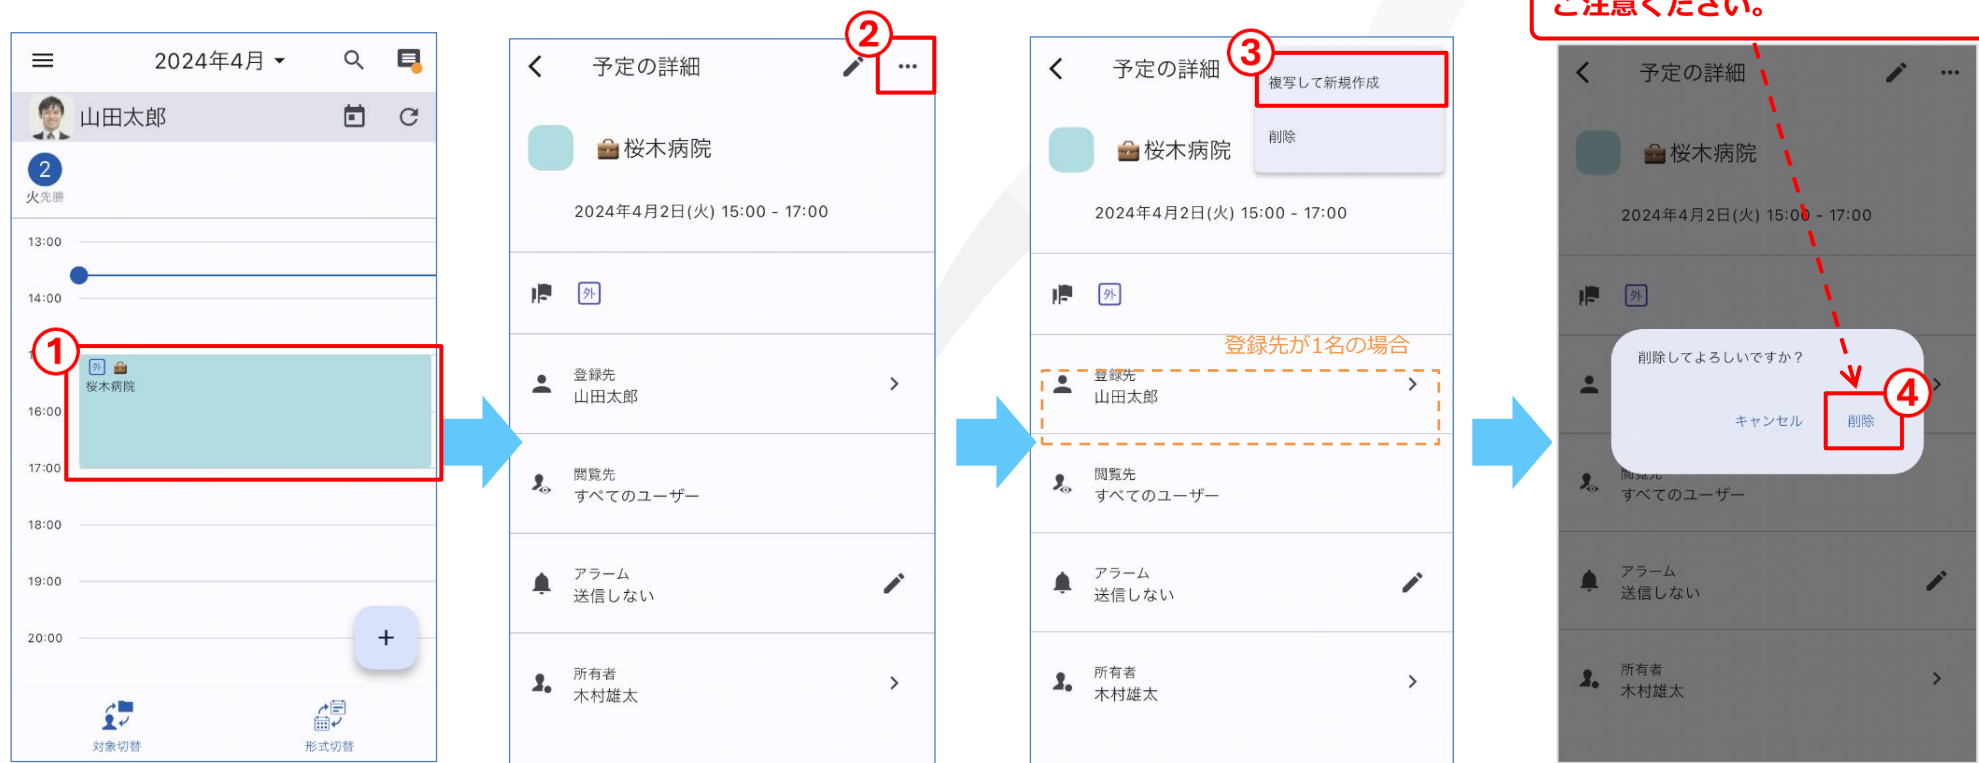 ご注意ください。
2024年4月
山田太郎
2
火先勝
13:00
14:00
①
外
桜木病院
16:00
17:00
18:00
19:00
20:00
+
対象切替
形式切替
②
予定の詳細
桜木病院
2024年4月2日(火) 15:00 - 17:00
外
登録先
山田太郎
閲覧先
すべてのユーザー
アラーム
送信しない
所有者
木村雄太
③
予定の詳細
複写して新規作成
削除
桜木病院
2024年4月2日(火) 15:00 - 17:00
外
登録先が1名の場合
登録先
山田太郎
閲覧先
すべてのユーザー
アラーム
送信しない
所有者
木村雄太
予定の詳細
桜木病院
2024年4月2日(火) 15:00 - 17:00
外
削除してよろしいですか？
④
キャンセル
削除
閲覧先
すべてのユーザー
アラーム
送信しない
所有者
木村雄太